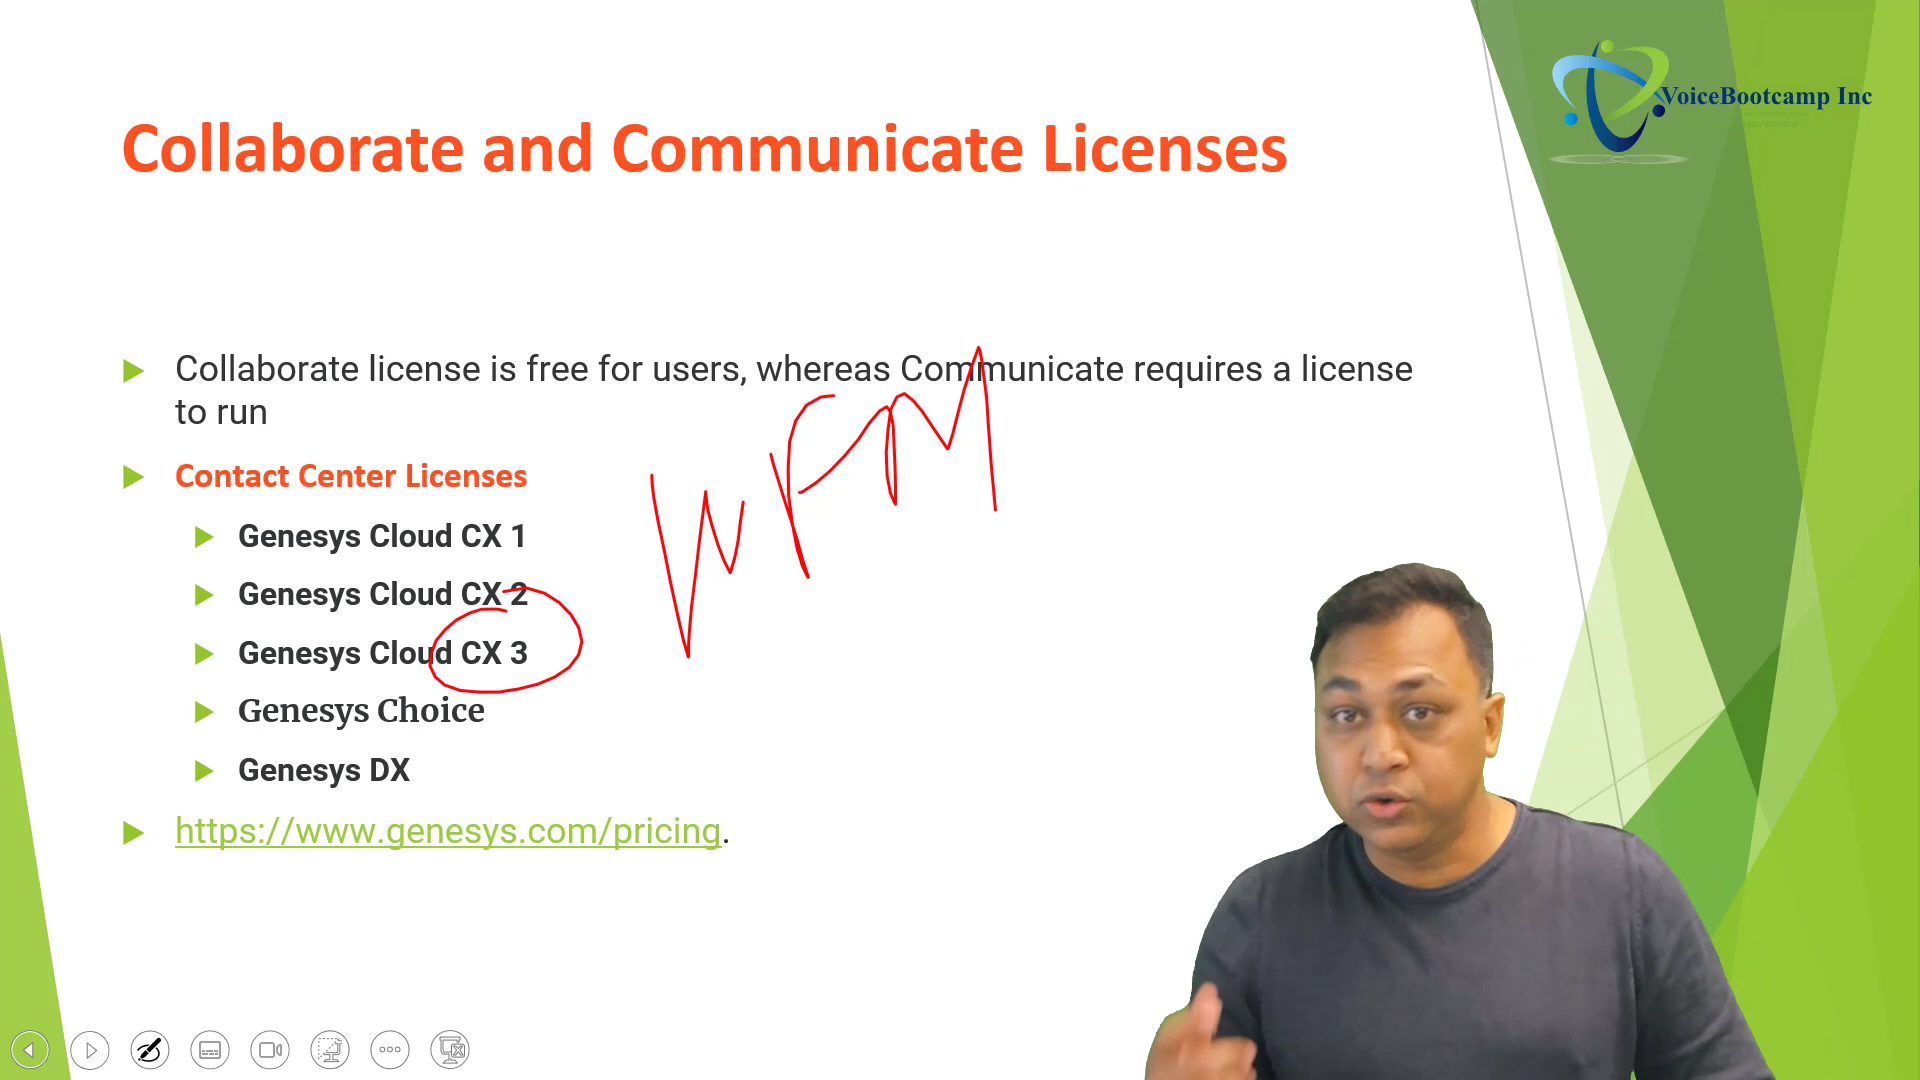 VoiceBootcamp Inc
Collaborate and Communicate Licenses
Collaborate license is free for users, whereas Communicate requires a license
to run
Contact Center Licenses
WFM
Genesys Cloud CX 1
Genesys Cloud CX 2
Genesys Cloud CX 3
Genesys Choice
Genesys DX
https://www.genesys.com/pricing.